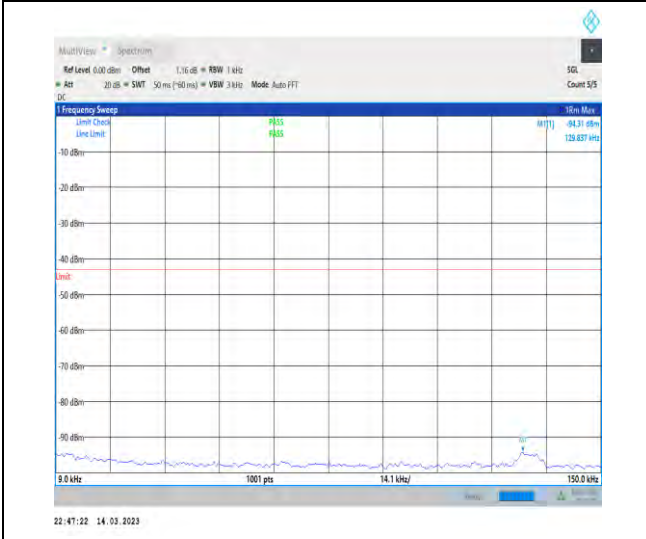 MultiView Spectrum
Ref Level 0.00 dBm Offset 1.16 dB RBW 1 kHz SGL
Att 20 dB SWT 50 ms (~60 ms) VBW 3 kHz Mode Auto FFT Count 5/5
DC
1 Frequency Sweep 1Rm Max
Limit Check PASS M1[1] -94.31 dBm
Line Limit PASS 129.837 kHz
-10 dBm
-20 dBm
-30 dBm
-40 dBm
Limit
-50 dBm
-60 dBm
-70 dBm
-80 dBm
-90 dBm
M1
9.0 kHz 1001 pts 14.1 kHz/ 150.0 kHz
22:47:22 14.03.2023